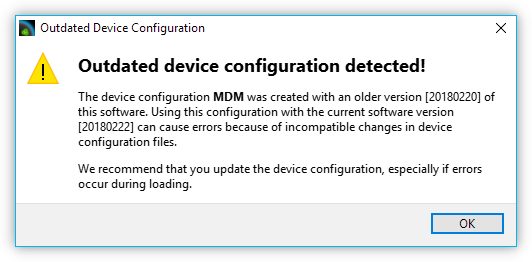 Outdated Device Configuration
Outdated device configuration detected!
The device configuration MDM was created with an older version [20180220] of
this software. Using this configuration with the current software version
[20180222] can cause errors because of incompatible changes in device
configuration files.
We recommend that you update the device configuration, especially if errors
occur during loading.
OK